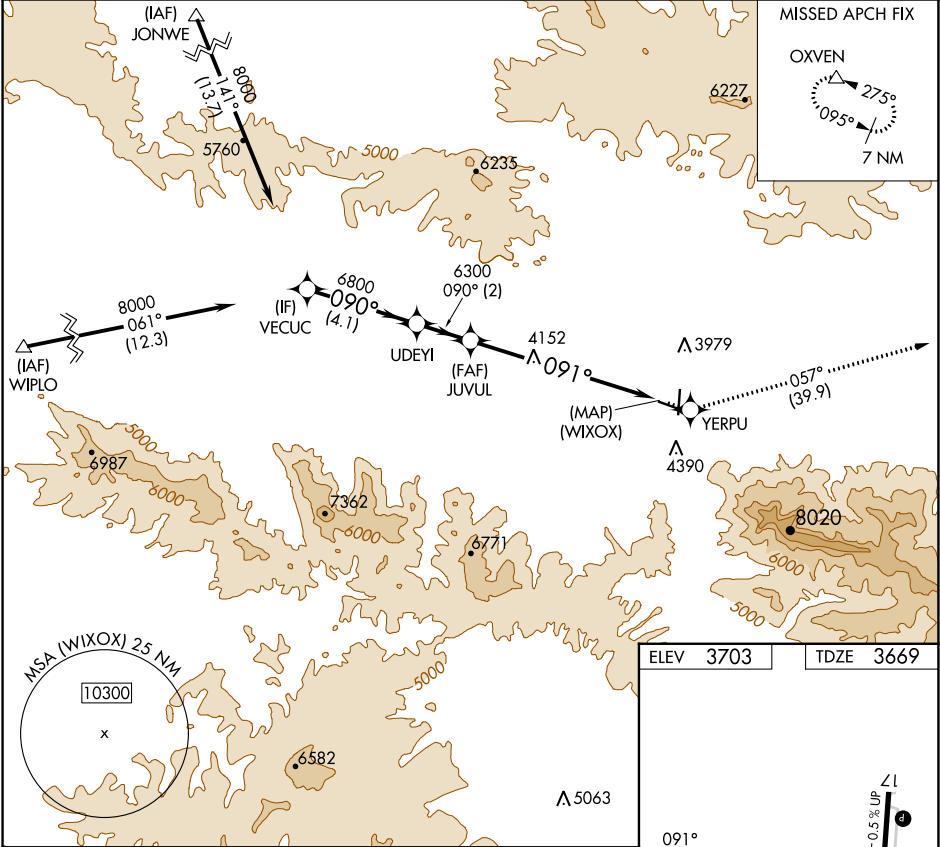 (IAF)
JONWE
8000
141°
(13.7)
5760
5000
6235
6227
MISSED APCH FIX
OXVEN
275°
095°
7 NM
8000
061°
(12.3)
(IAF)
WIPLO
(IF)
VECUC
6800
090°
(4.1)
UDEYI
6300
090° (2)
(FAF)
JUVUL
4152
091°
3979
(MAP)
(WIXOX)
YERPU
4390
057°
(39.9)
5000
6987
6000
7362
6000
6771
8020
6000
5000
MSA (WIXOX) 25 NM
10300
x
5000
6582
5063
ELEV 3703
TDZE 3669
17
0.5% UP
P
091°